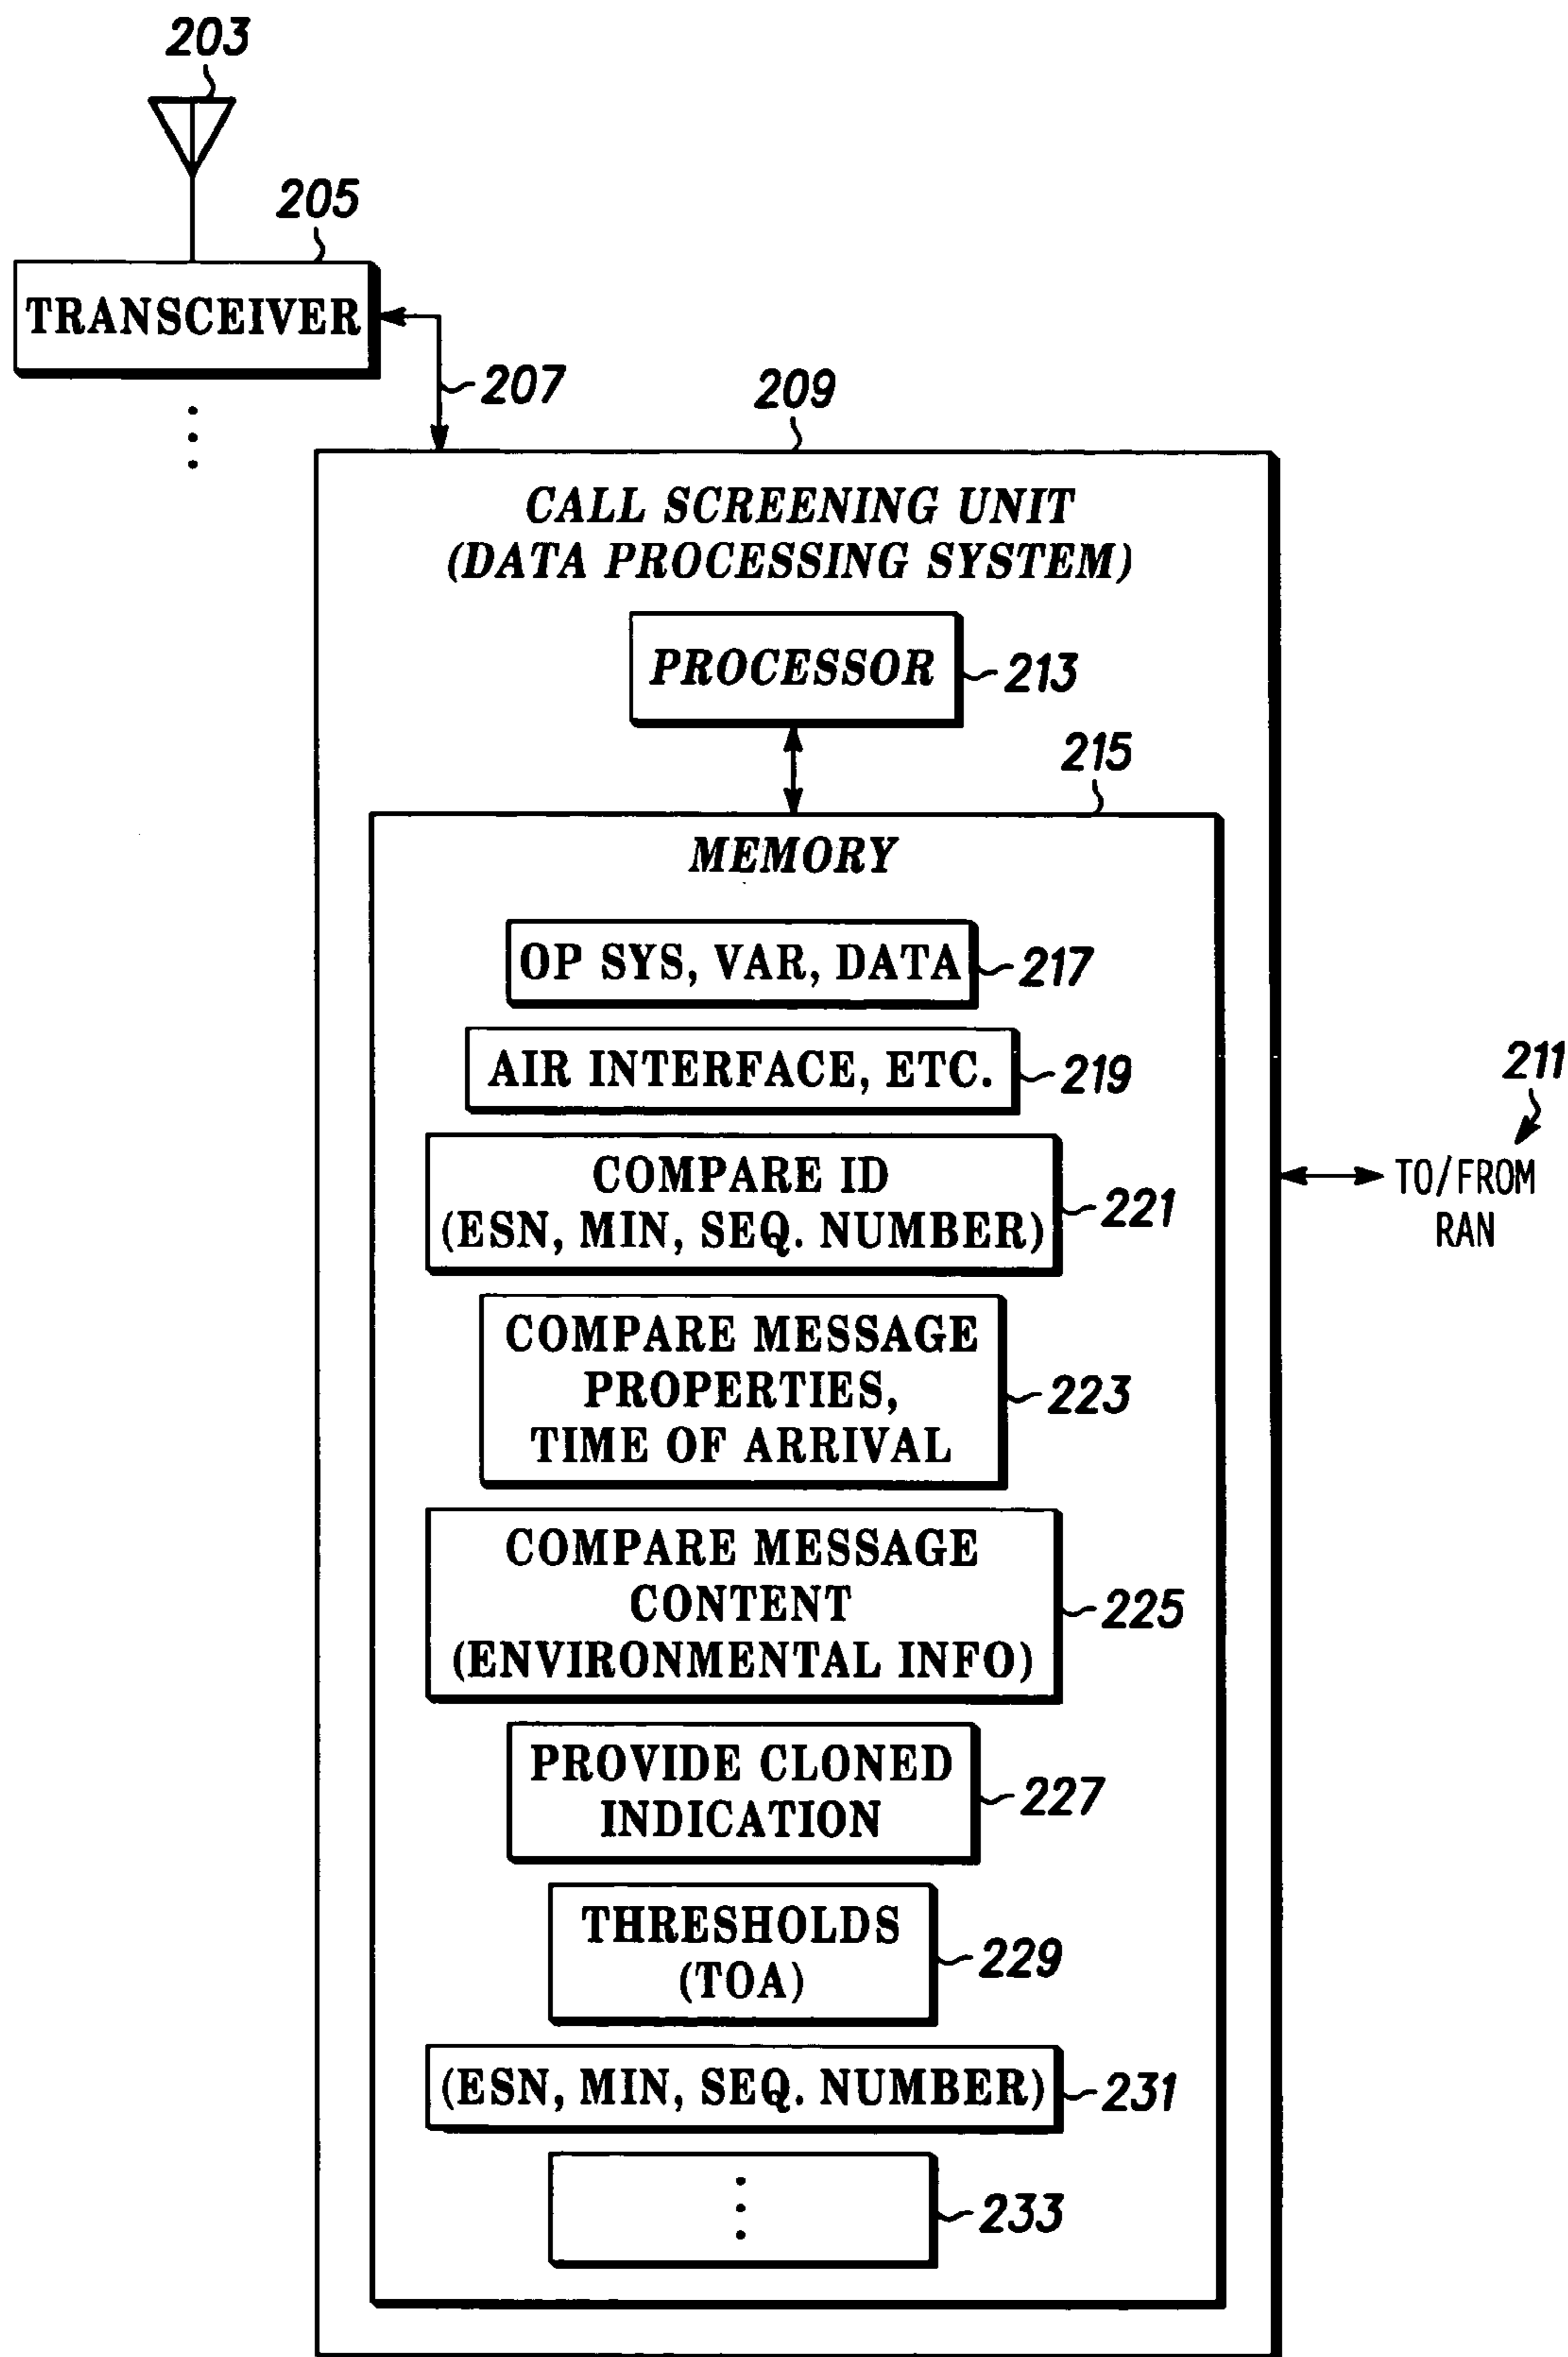 203
205
TRANSCEIVER
207
209
CALL SCREENING UNIT
(DATA PROCESSING SYSTEM)
PROCESSOR
213
215
MEMORY
OP SYS, VAR, DATA
217
AIR INTERFACE, ETC.
219
211
TO/FROM
RAN
COMPARE ID
(ESN, MIN, SEQ. NUMBER)
221
COMPARE MESSAGE
PROPERTIES,
TIME OF ARRIVAL
223
COMPARE MESSAGE
CONTENT
(ENVIRONMENTAL INFO)
225
PROVIDE CLONED
INDICATION
227
THRESHOLDS
(TOA)
229
(ESN, MIN, SEQ. NUMBER)
231
233